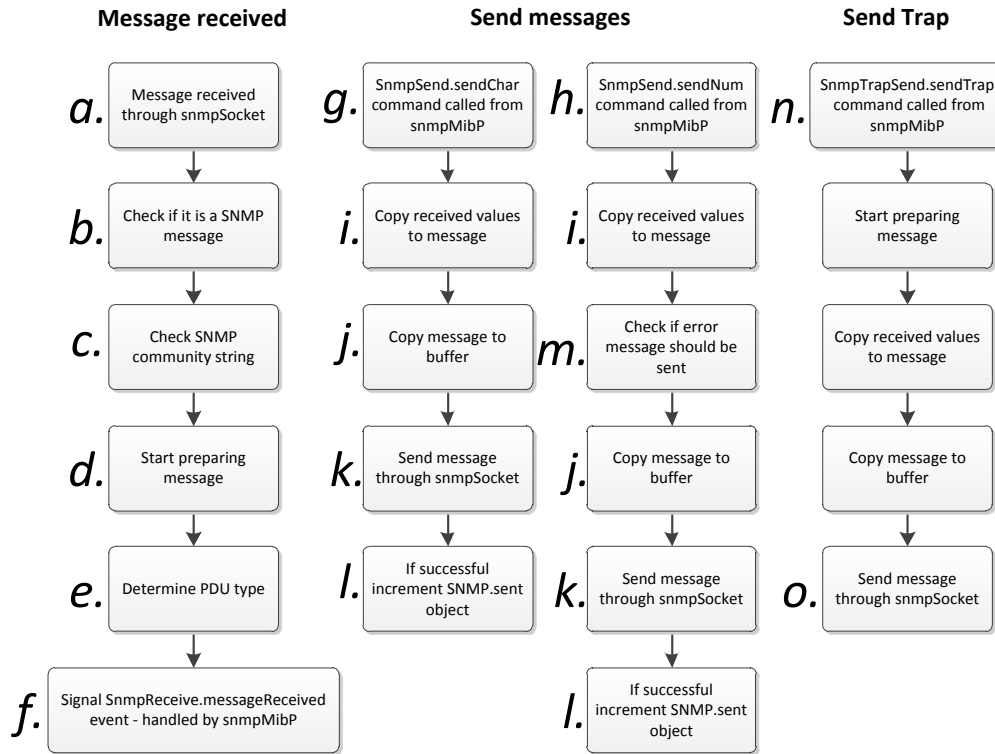 Message received
a.
Message received
through snmpSocket
b.
Check if it is a SNMP
message
c.
Check SNMP
community string
d.
Start preparing
message
e.
Determine PDU type
f.
Signal SnmpReceive.messageReceived
event - handled by snmpMibP
Send messages
g.
SnmpSend.sendChar
command called from
snmpMibP
i.
Copy received values
to message
j.
Copy message to
buffer
k.
Send message
through snmpSocket
l.
If successful
increment SNMP.sent
object
h.
SnmpSend.sendNum
command called from
snmpMibP
i.
Copy received values
to message
m.
Check if error
message should be
sent
j.
Copy message to
buffer
k.
Send message
through snmpSocket
l.
If successful
increment SNMP.sent
object
Send Trap
n.
SnmpTrapSend.sendTrap
command called from
snmpMibP
Start preparing
message
Copy received values
to message
Copy message to
buffer
o.
Send message
through snmpSocket